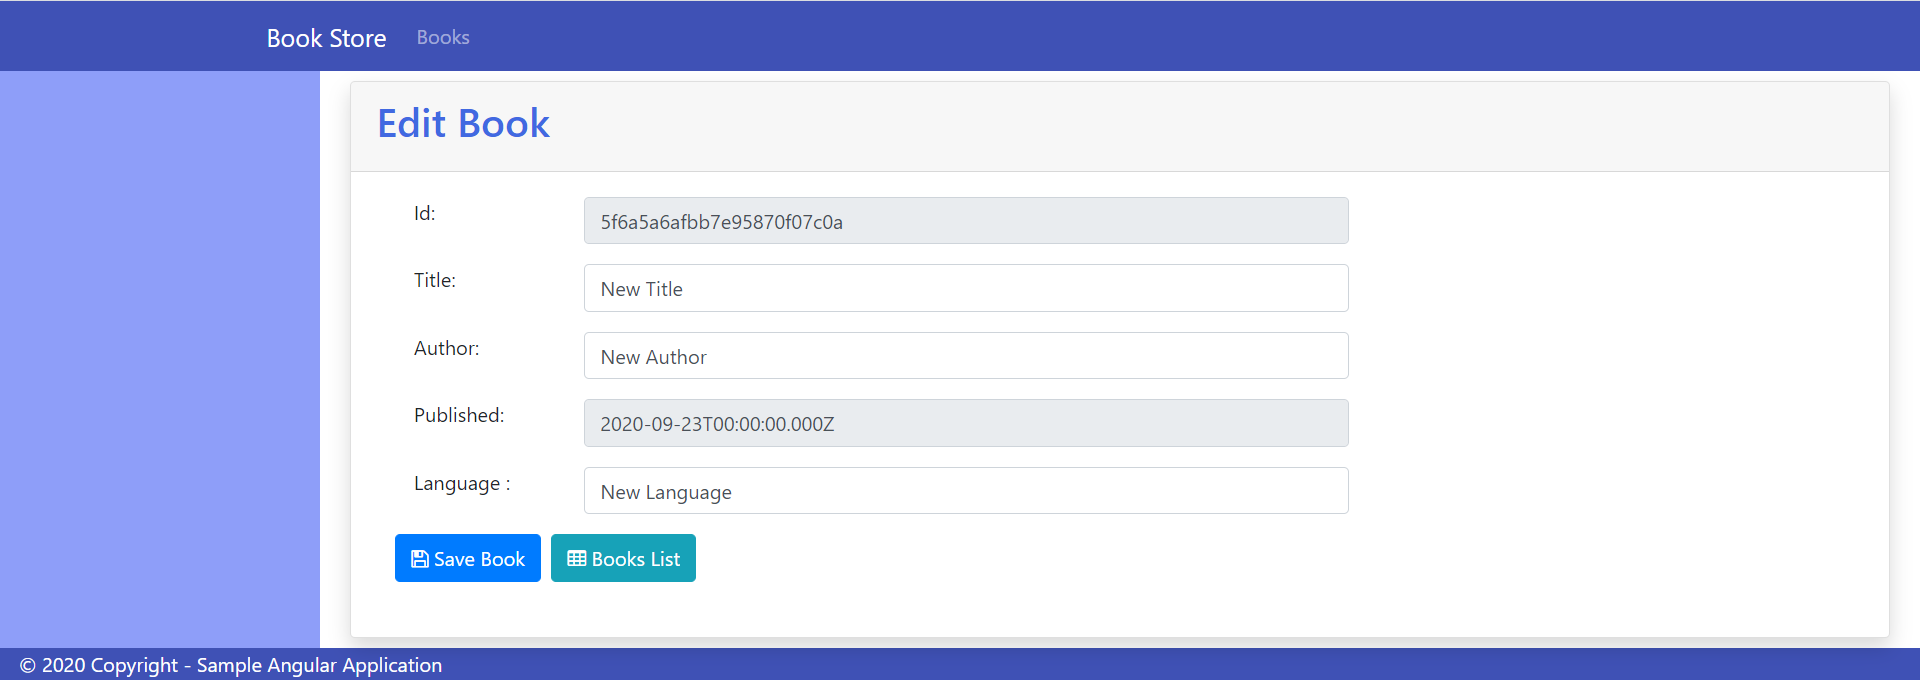 Book Store Books
Edit Book
Id: 5f6a5a6afbb7e95870f07c0a
Title: New Title
Author: New Author
Published: 2020-09-23T00:00:00.000Z
Language : New Language
Save Book Books List
© 2020 Copyright - Sample Angular Application